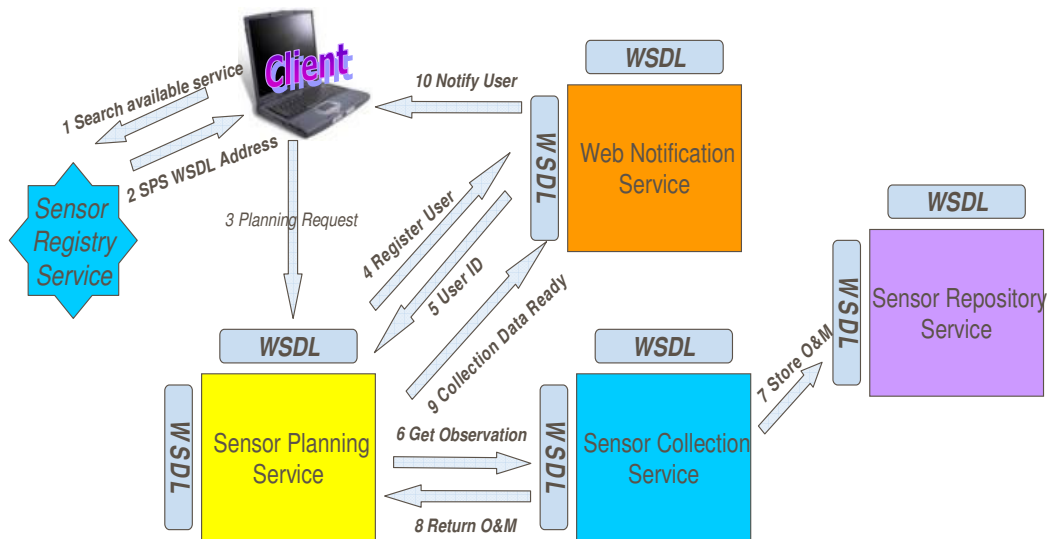 Client
1 Search available service
2 SPS WSDL Address
Sensor
Registry
Service
3 Planning Request
10 Notify User
WSDL
WSDL
Web Notification
Service
4 Register User
5 User ID
9 Collection Data Ready
WSDL
WSDL
Sensor Repository
Service
7 Store O&M
WSDL
WSDL
Sensor Planning
Service
6 Get Observation
8 Return O&M
WSDL
WSDL
Sensor Collection
Service